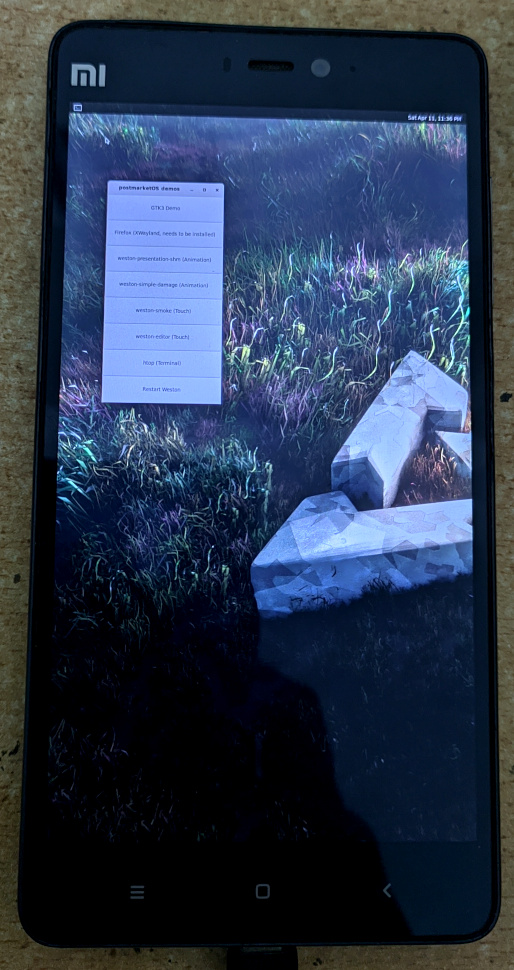 mi
Sat Apr 11, 11:36 PM
postmarketOS demos
GTK3 Demo
Firefox (XWayland, needs to be installed)
weston-presentation-shm (Animation)
weston-simple-damage (Animation)
weston-smoke (Touch)
weston-editor (Touch)
htop (Terminal)
Restart Weston